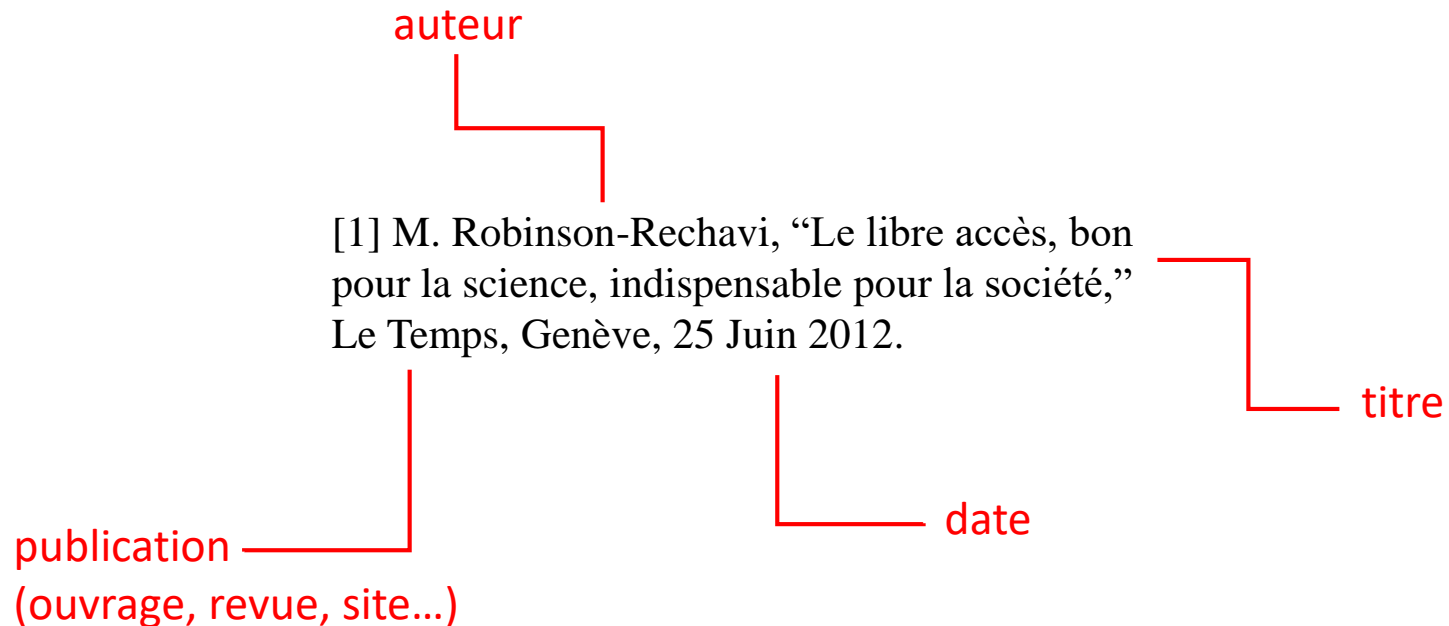 auteur
[1] M. Robinson-Rechavi, “Le libre accès, bon
pour la science, indispensable pour la société,”
Le Temps, Genève, 25 Juin 2012.
titre
date
publication
(ouvrage, revue, site…)